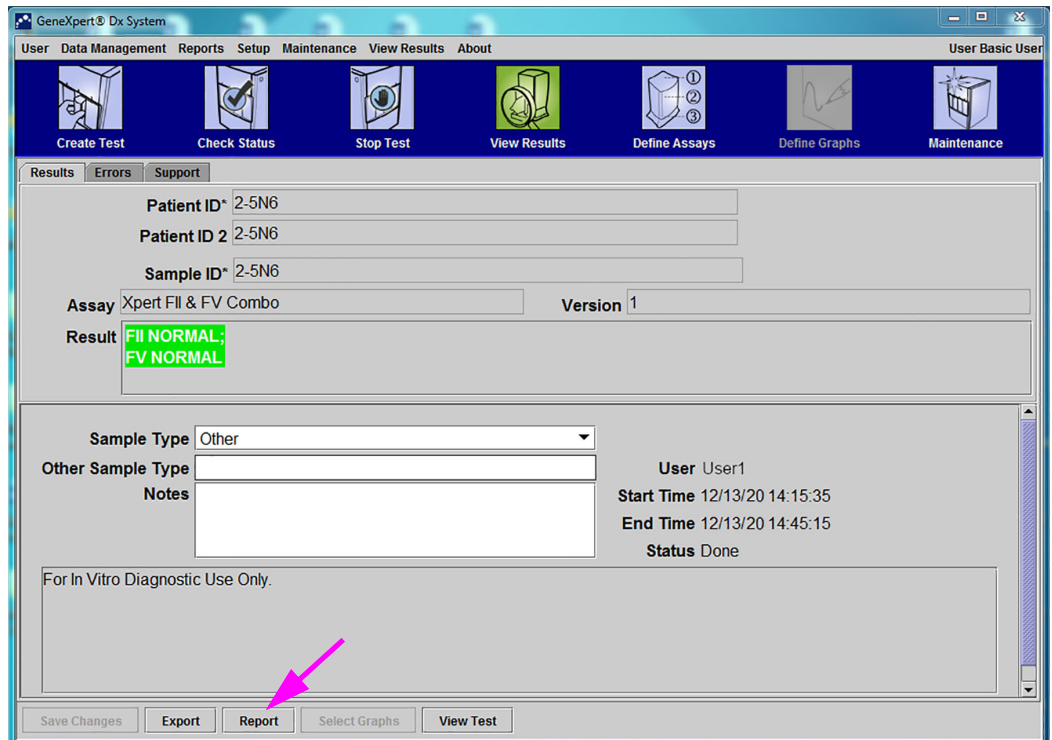 GeneXpert® Dx System
User Data Management Reports Setup Maintenance View Results About User Basic User
① ② ③
Create Test Check Status Stop Test View Results Define Assays Define Graphs Maintenance
Results Errors Support
Patient ID* 2-5N6
Patient ID 2 2-5N6
Sample ID* 2-5N6
Assay Xpert FII & FV Combo Version 1
Result FII NORMAL;
FV NORMAL
Sample Type Other
Other Sample Type User User1
Notes Start Time 12/13/20 14:15:35
End Time 12/13/20 14:45:15
Status Done
For In Vitro Diagnostic Use Only.
Save Changes Export Report Select Graphs View Test